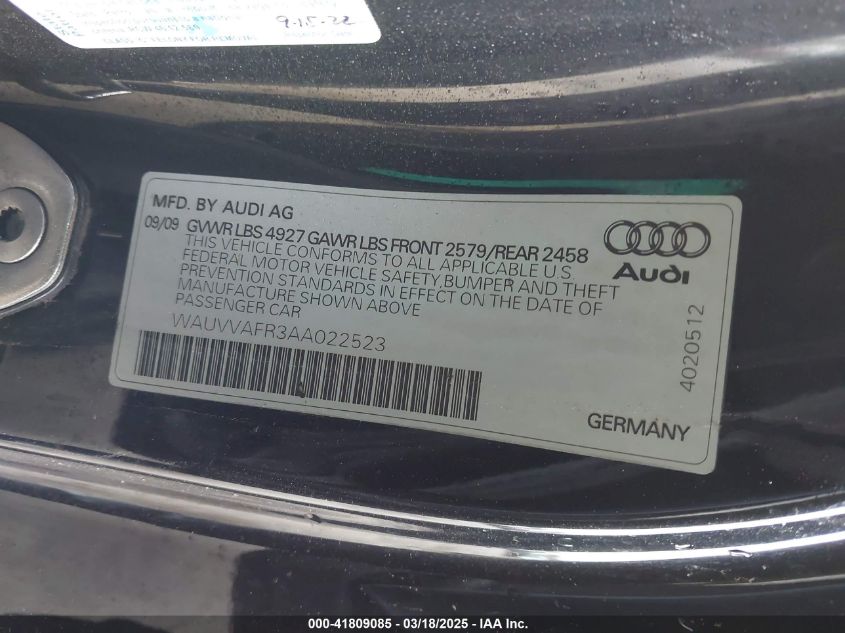 9-15-22
MFD. BY AUDI AG
09/09 GVWR LBS 4927 GAWR LBS FRONT 2579/REAR 2458
THIS VEHICLE CONFORMS TO ALL APPLICABLE U.S
FEDERAL MOTOR VEHICLE SAFETY,BUMPER AND THEFT
PREVENTION STANDARDS IN EFFECT ON THE DATE OF
MANUFACTURE SHOWN ABOVE
PASSENGER CAR
WAUVVAFR3AA022523
Audi
4020512
GERMANY
000-41809085 - 03/18/2025 - IAA Inc.